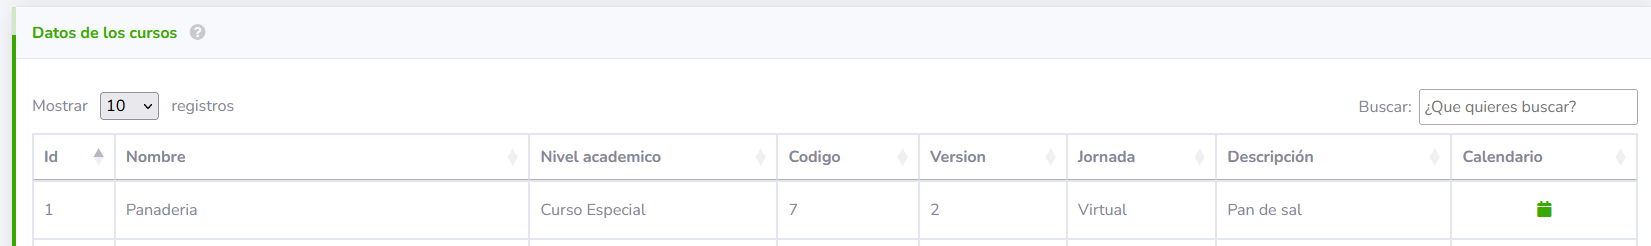 Datos de los cursos ?
Mostrar 10 registros
Buscar: ¿Que quieres buscar?
Id Nombre Nivel academico Codigo Version Jornada Descripción Calendario
1 Panaderia Curso Especial 7 2 Virtual Pan de sal